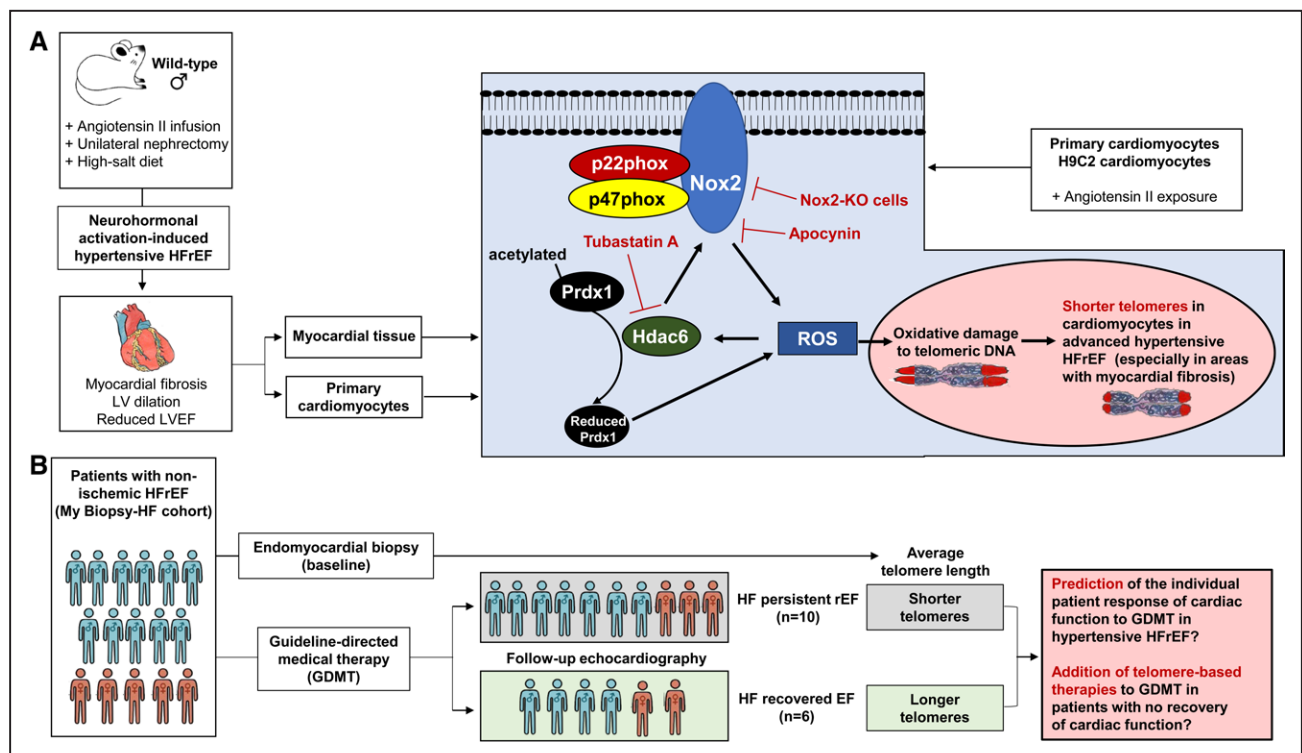 A
Wild-type
♂
+ Angiotensin II infusion
+ Unilateral nephrectomy
+ High-salt diet
Neurohormonal
activation-induced
hypertensive HFrEF
Myocardial fibrosis
LV dilation
Reduced LVEF
Myocardial tissue
Primary
cardiomyocytes
p22phox
p47phox
Nox2
Nox2-KO cells
Apocynin
Tubastatin A
acetylated
Prdx1
Hdac6
ROS
Reduced
Prdx1
Primary cardiomyocytes
H9C2 cardiomyocytes
+ Angiotensin II exposure
Oxidative damage
to telomeric DNA
Shorter telomeres in
cardiomyocytes in
advanced hypertensive
HFrEF (especially in areas
with myocardial fibrosis)
B
Patients with non-
ischemic HFrEF
(My Biopsy-HF cohort)
Endomyocardial biopsy
(baseline)
Guideline-directed
medical therapy
(GDMT)
Follow-up echocardiography
HF persistent rEF
(n=10)
HF recovered EF
(n=6)
Average
telomere length
Shorter
telomeres
Longer
telomeres
Prediction of the individual
patient response of cardiac
function to GDMT in
hypertensive HFrEF?
Addition of telomere-based
therapies to GDMT in
patients with no recovery
of cardiac function?